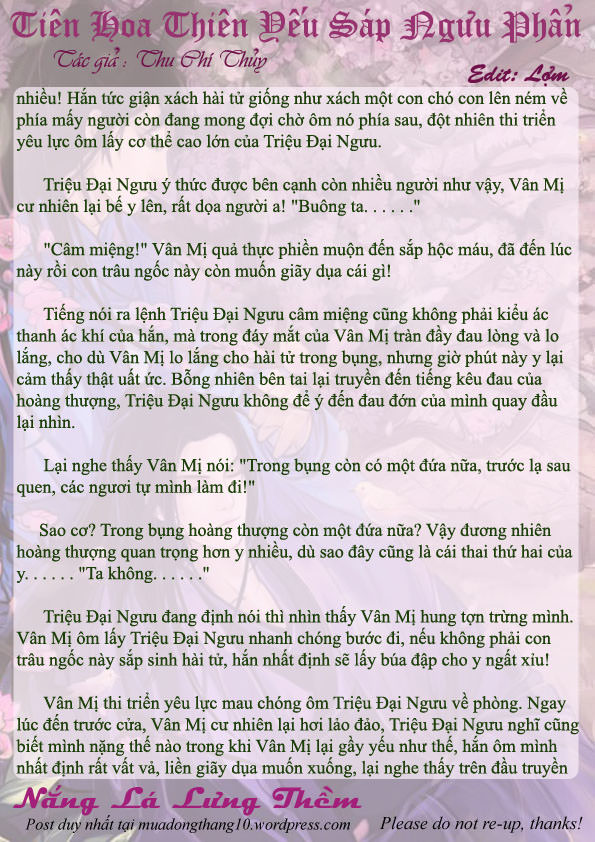 Tiên Hoa Thiên Yếu Sáp Ngưu Phẩn
Tác giả : Thu Chí Thủy
Edit: Lợm
nhiều! Hắn tức giận xách hài tử giống như xách một con chó con lên ném về
phía mấy người còn đang mong đợi chờ ôm nó phía sau, đột nhiên thi triển
yêu lực ôm lấy cơ thể cao lớn của Triệu Đại Ngưu.
Triệu Đại Ngưu ý thức được bên cạnh còn nhiều người như vậy, Vân Mị
cư nhiên lại bế y lên, rất dọa người a! "Buông ta. . . . . ."
"Câm miệng!" Vân Mị quả thực phiền muộn đến sắp hộc máu, đã đến lúc
này rồi con trâu ngốc này còn muốn giãy dụa cái gì!
Tiếng nói ra lệnh Triệu Đại Ngưu câm miệng cũng không phải kiểu ác
thanh ác khí của hắn, mà trong đáy mắt của Vân Mị tràn đầy đau lòng và lo
lắng, cho dù Vân Mị lo lắng cho hài tử trong bụng, nhưng giờ phút này y lại
cảm thấy thật uất ức. Bỗng nhiên bên tai lại truyền đến tiếng kêu đau của
hoàng thượng, Triệu Đại Ngưu không để ý đến đau đớn của mình quay đầu
lại nhìn.
Lại nghe thấy Vân Mị nói: "Trong bụng còn có một đứa nữa, trước lạ sau
quen, các ngươi tự mình làm đi!"
Sao cơ? Trong bụng hoàng thượng còn một đứa nữa? Vậy đương nhiên
hoàng thượng quan trọng hơn y nhiều, dù sao đây cũng là cái thai thứ hai của
y. . . . . . "Ta không. . . . . ."
Triệu Đại Ngưu đang định nói thì nhìn thấy Vân Mị hung tợn trừng mình.
Vân Mị ôm lấy Triệu Đại Ngưu nhanh chóng bước đi, nếu không phải con
trâu ngốc này sắp sinh hài tử, hắn nhất định sẽ lấy búa đập cho y ngất xỉu!
Vân Mị thi triển yêu lực mau chóng ôm Triệu Đại Ngưu về phòng. Ngay
lúc đến trước cửa, Vân Mị cư nhiên lại hơi lảo đảo, Triệu Đại Ngưu nghĩ cũng
biết mình nặng thế nào trong khi Vân Mị lại gầy yếu như thế, hắn ôm mình
nhất định rất vất vả, liền giãy dụa muốn xuống, lại nghe thấy trên đầu truyền
Nắng Lá Lưng Thềm
Post duy nhất tại muadongthang10.wordpress.com
Please do not re-up, thanks!